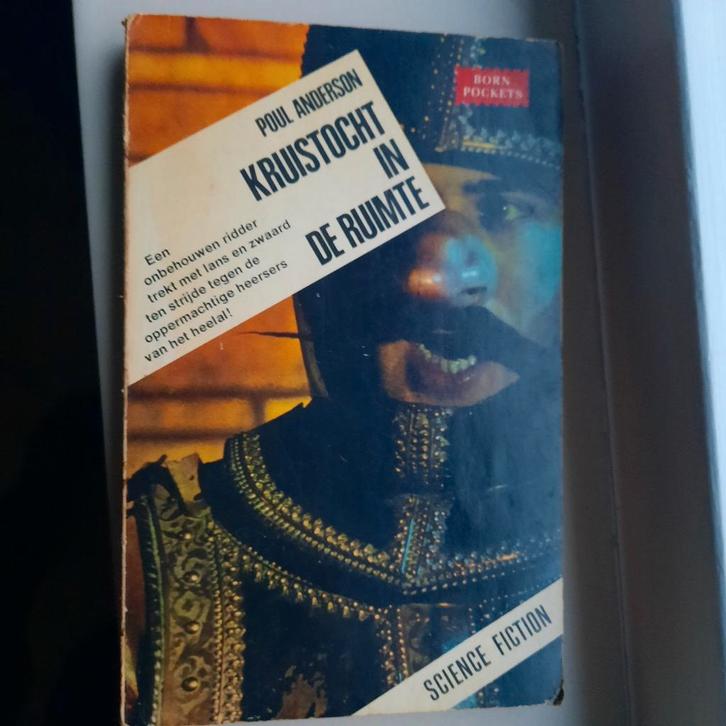 BORN
POCKETS
POUL ANDERSON
KRUISTOCHT
IN
DE RUIMTE
Een
onbehouwen ridder
trekt met lans en zwaard
ten strijde tegen de
oppermachtige heersers
van het heelal!
SCIENCE FICTION